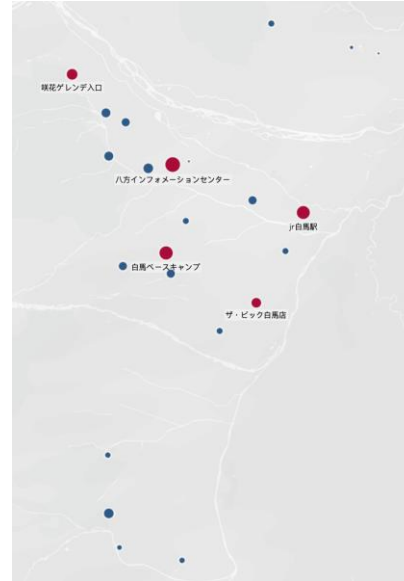 咲花ゲレンデ入口
八方インフォメーションセンター
jr白馬駅
白馬ベースキャンプ
ザ・ビック白馬店